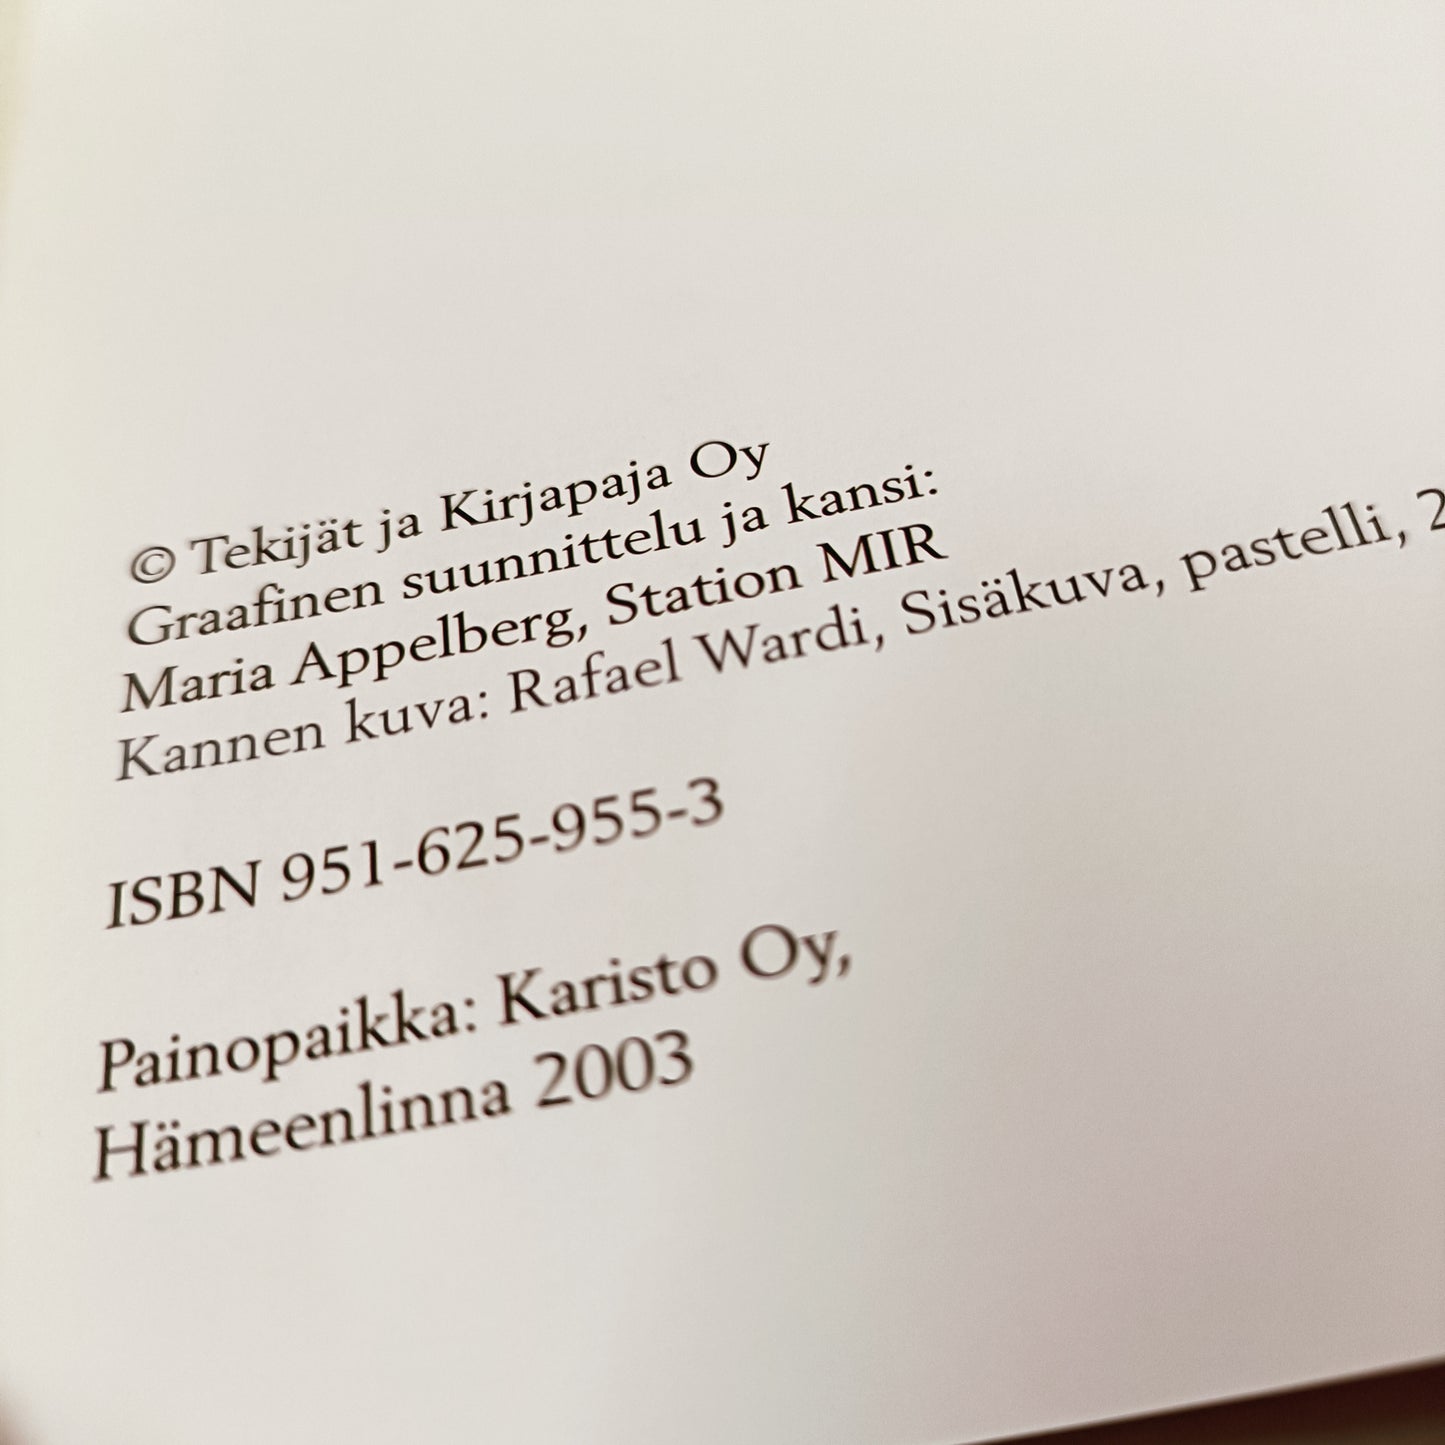 © Tekijät ja Kirjapaja Oy
Graafinen suunnittelu ja kansi:
Maria Appelberg, Station MIR
Kannen kuva: Rafael Wardi, Sisäkuva, pastelli,
ISBN 951-625-955-3
Painopaikka: Karisto Oy,
Hämeenlinna 2003